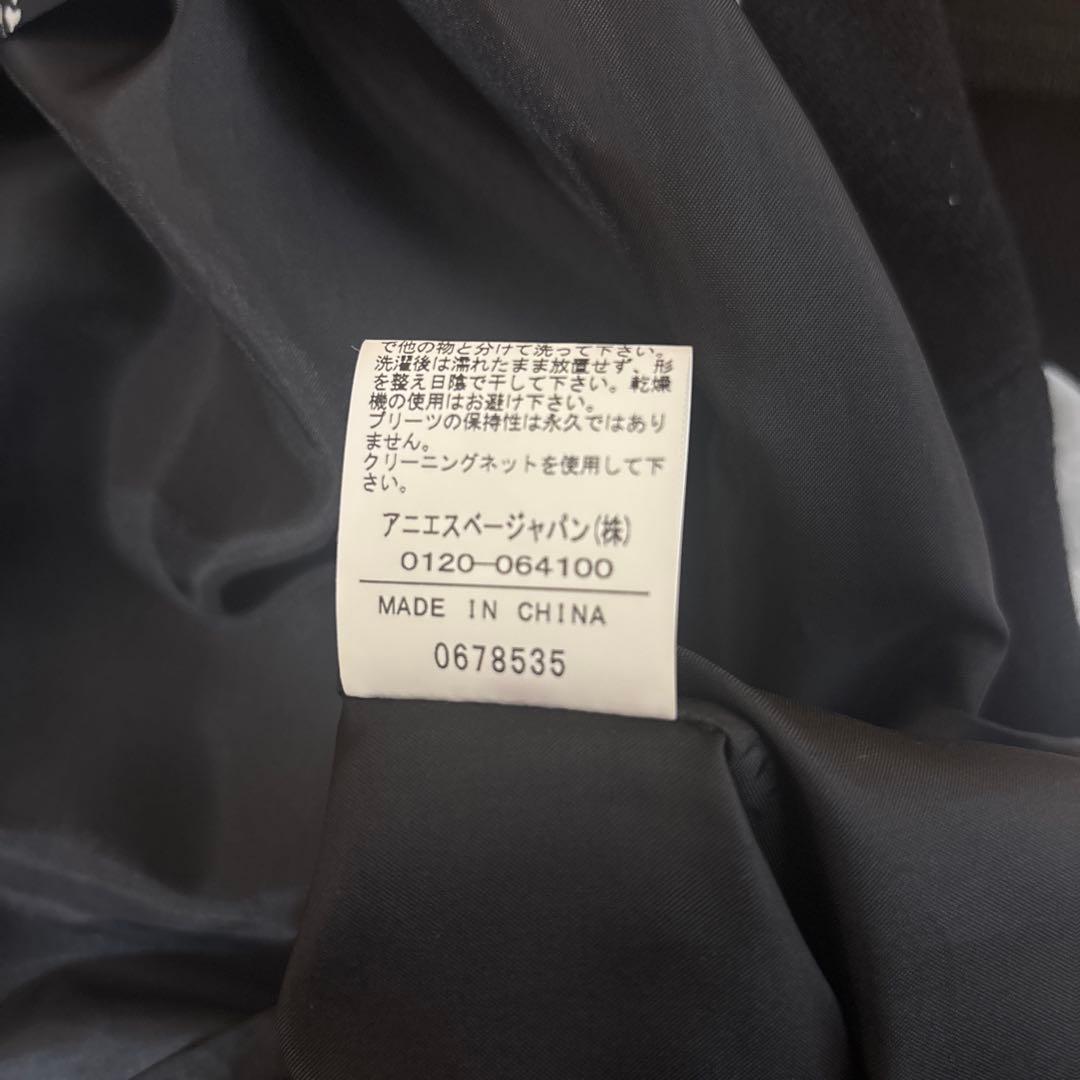 で他の物と分けて洗って下さい。
洗濯後は濡れたまま放置せず、形
を整え日陰で干して下さい。乾燥
機の使用はお避け下さい。
プリーツの保持性は永久ではあり
ません。
クリーニングネットを使用して下
さい。
アニエスベージャパン(株)
0120-064100
MADE IN CHINA
0678535